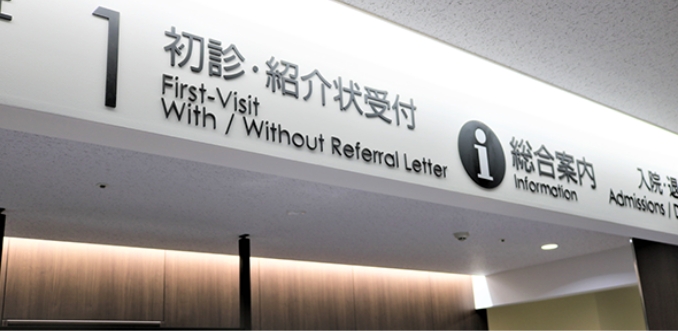 1
初診・紹介状受付
First-Visit
With / Without Referral Letter
i
総合案内
Information
入院・退
Admissions / D